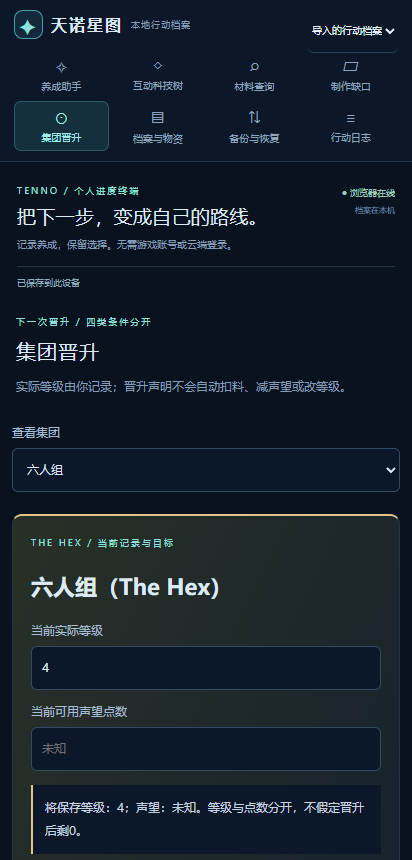 天诺星图 本地行动档案 导入的行动档案
养成助手 互动科技树 材料查询 制作缺口
集团晋升 档案与物资 备份与恢复 行动日志
TENNO / 个人进度终端
浏览器在线
把下一步，变成自己的路线。
档案在本机
记录养成，保留选择。无需游戏账号或云端登录。
已保存到此设备
下一次晋升 / 四类条件分开
集团晋升
实际等级由你记录；晋升声明不会自动扣料、减声望或改等级。
查看集团
六人组
THE HEX / 当前记录与目标
六人组（The Hex）
当前实际等级
4
当前可用声望点数
未知
将保存等级：4；声望：未知。等级与点数分开，不假定晋升
后剩0。